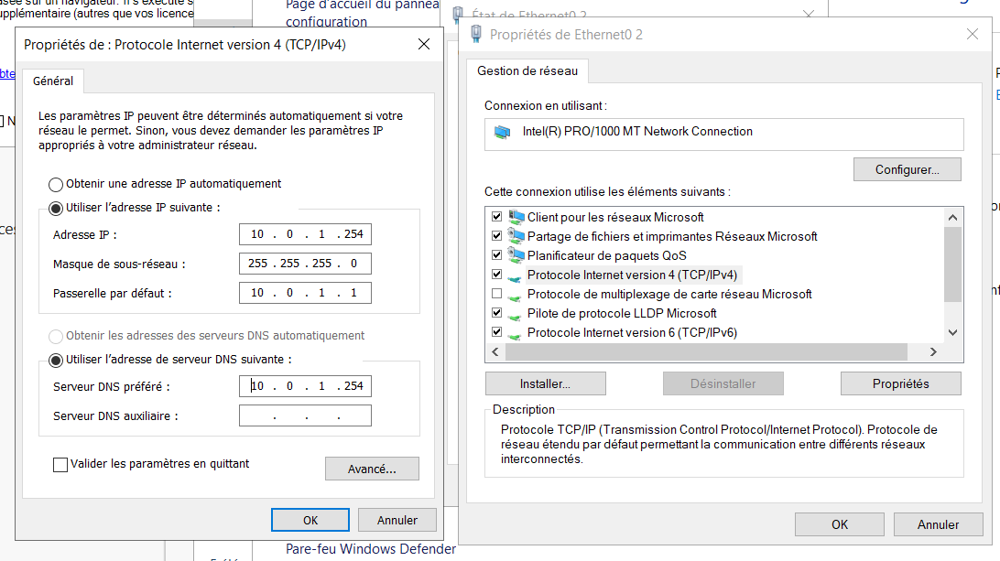 asée sur un navigateur. Il s'exécute s
upplémentaire (autres que vos licence
Page d'accueil du pannea
configuration
État de Ethernet0 2
Propriétés de : Protocole Internet version 4 (TCP/IPv4)
Général
Les paramètres IP peuvent être déterminés automatiquement si votre
réseau le permet. Sinon, vous devez demander les paramètres IP
appropriés à votre administrateur réseau.
Obtenir une adresse IP automatiquement
Utiliser l'adresse IP suivante :
Adresse IP : 10 . 0 . 1 . 254
Masque de sous-réseau : 255 . 255 . 255 . 0
Passerelle par défaut : 10 . 0 . 1 . 1
Obtenir les adresses des serveurs DNS automatiquement
Utiliser l'adresse de serveur DNS suivante :
Serveur DNS préféré : 10 . 0 . 1 . 254
Serveur DNS auxiliaire : . . .
Valider les paramètres en quittant
Avancé...
OK Annuler
Propriétés de Ethernet0 2
Gestion de réseau
Connexion en utilisant :
Intel(R) PRO/1000 MT Network Connection
Configurer...
Cette connexion utilise les éléments suivants :
Client pour les réseaux Microsoft
Partage de fichiers et imprimantes Réseaux Microsoft
Planificateur de paquets QoS
Protocole Internet version 4 (TCP/IPv4)
Protocole de multiplexage de carte réseau Microsoft
Pilote de protocole LLDP Microsoft
Protocole Internet version 6 (TCP/IPv6)
Installer... Désinstaller Propriétés
Description
Protocole TCP/IP (Transmission Control Protocol/Internet Protocol). Protocole de
réseau étendu par défaut permettant la communication entre différents réseaux
interconnectés.
OK Annuler
Pare-feu Windows Defender